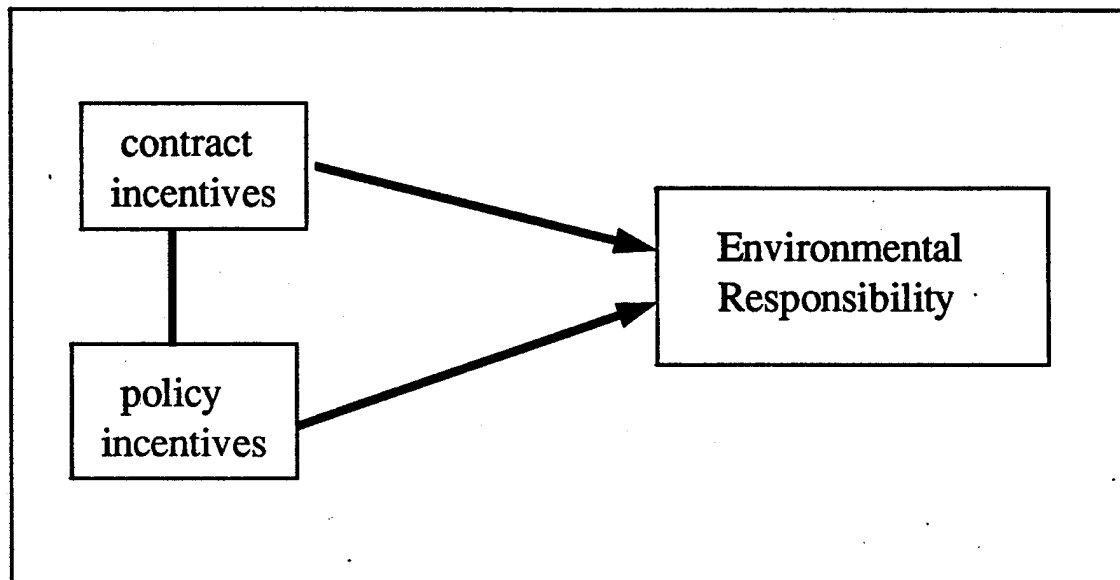 contract
incentives
Environmental
Responsibility
policy
incentives